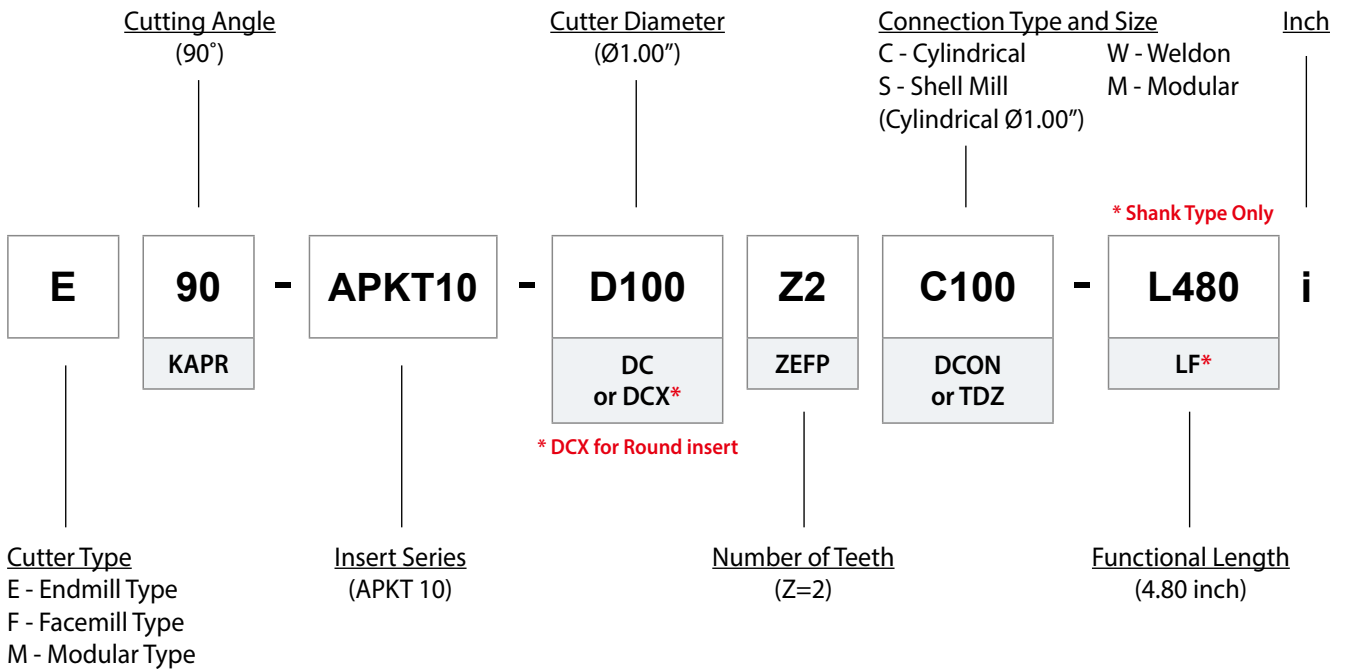 Cutting Angle
(90˚)
Cutter Diameter
(Ø1.00”)
Connection Type and Size
C - Cylindrical W - Weldon
S - Shell Mill M - Modular
(Cylindrical Ø1.00”)
Inch
* Shank Type Only
E 90 - APKT10 - D100 Z2 C100 - L480 i
KAPR
DC
or DCX*
ZEFP
DCON
or TDZ
LF*
* DCX for Round insert
Cutter Type
E - Endmill Type
F - Facemill Type
M - Modular Type
Insert Series
(APKT 10)
Number of Teeth
(Z=2)
Functional Length
(4.80 inch)